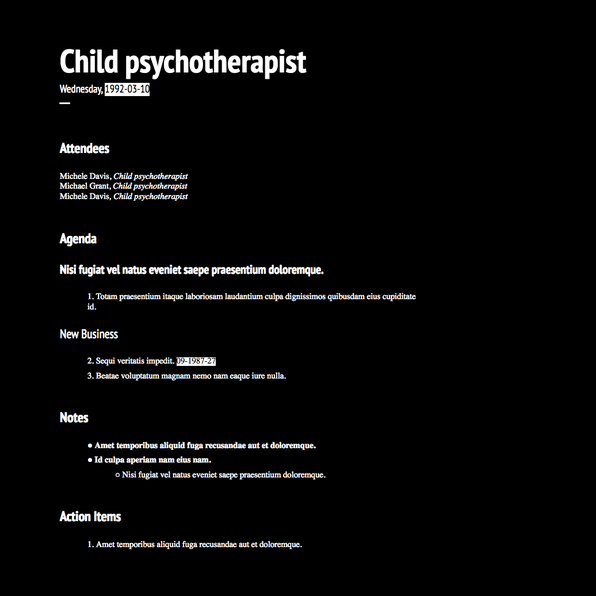 Child psychotherapist
Wednesday, 1992-03-10
Attendees
Michele Davis, Child psychotherapist
Michael Grant, Child psychotherapist
Michele Davis, Child psychotherapist
Agenda
Nisi fugiat vel natus eveniet saepe praesentium doloremque.
1. Totam praesentium itaque laboriosam laudantium culpa dignissimos quibusdam eius cupiditate
id.
New Business
2. Sequi veritatis impedit. 09-1987-27
3. Beatae voluptatum magnam nemo nam eaque iure nulla.
Notes
● Amet temporibus aliquid fuga recusandae aut et doloremque.
● Id culpa aperiam nam eius nam.
○ Nisi fugiat vel natus eveniet saepe praesentium doloremque.
Action Items
1. Amet temporibus aliquid fuga recusandae aut et doloremque.